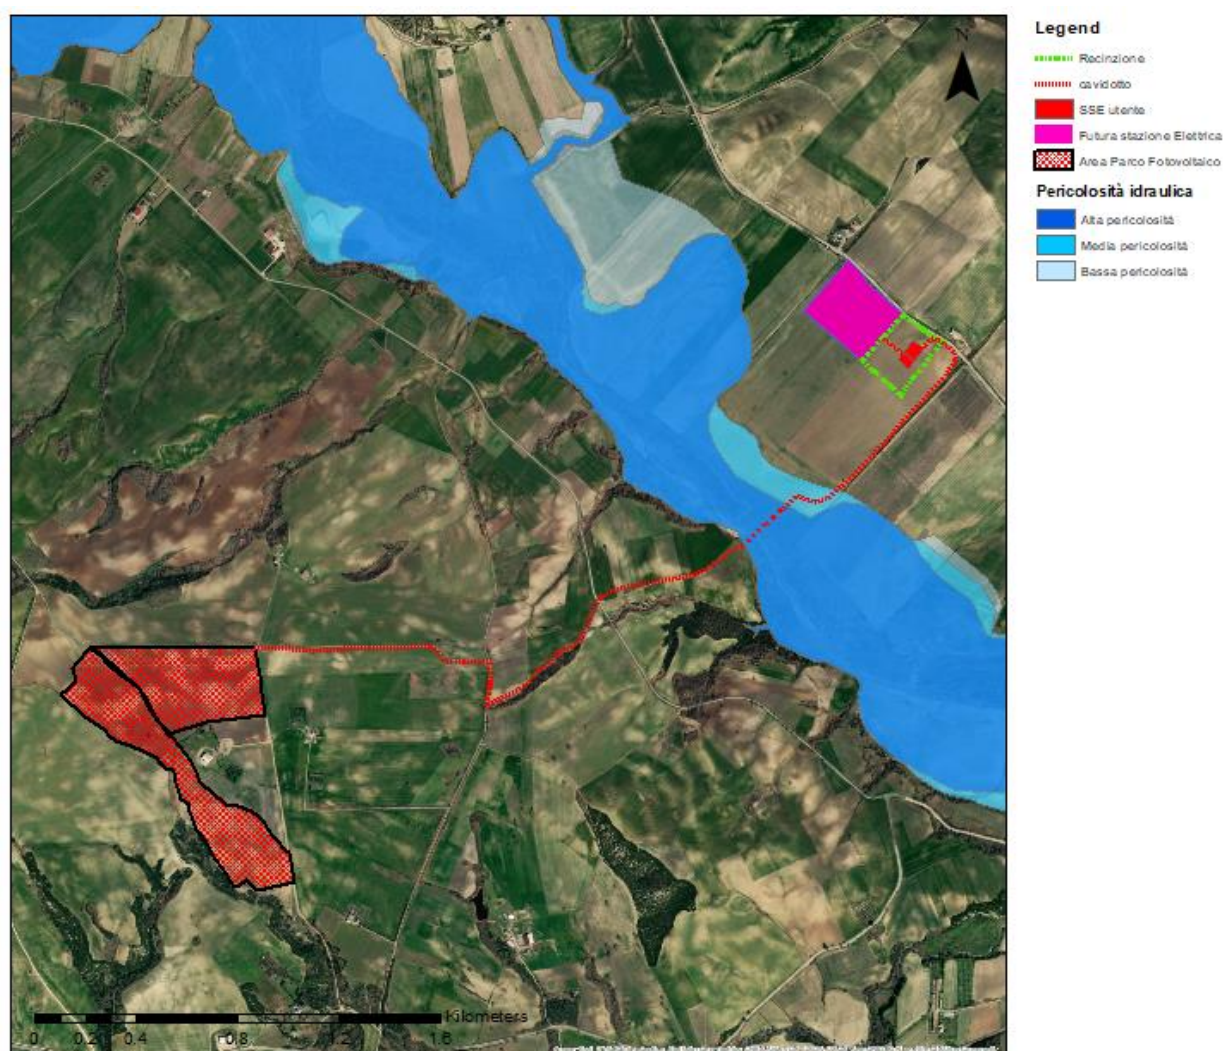 Legend
N
Recinzione
cavidotto
SSE utente
Futura stazione Elettrica
Area Parco Fotovoltaico
Pericolosità idraulica
Alta pericolosità
Media pericolosità
Bassa pericolosità
Kilometers
0 0.2 0.4 0.8 1.2 1.6